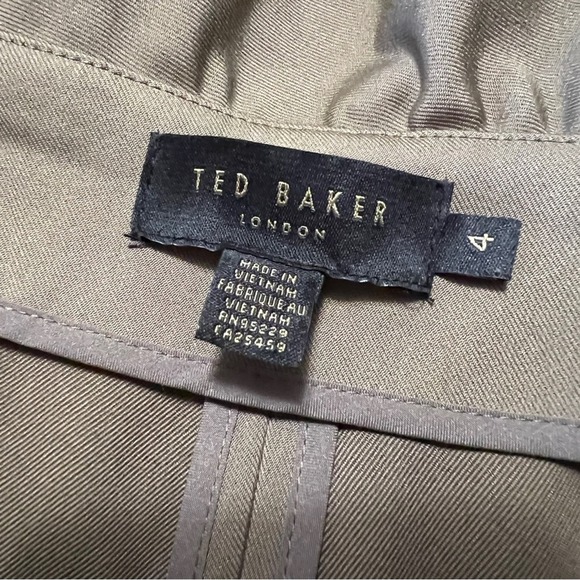 TED BAKER
LONDON
4
MADE IN
VIETNAM
FABRIQUE AU
VIETNAM
RN95229
CA25459